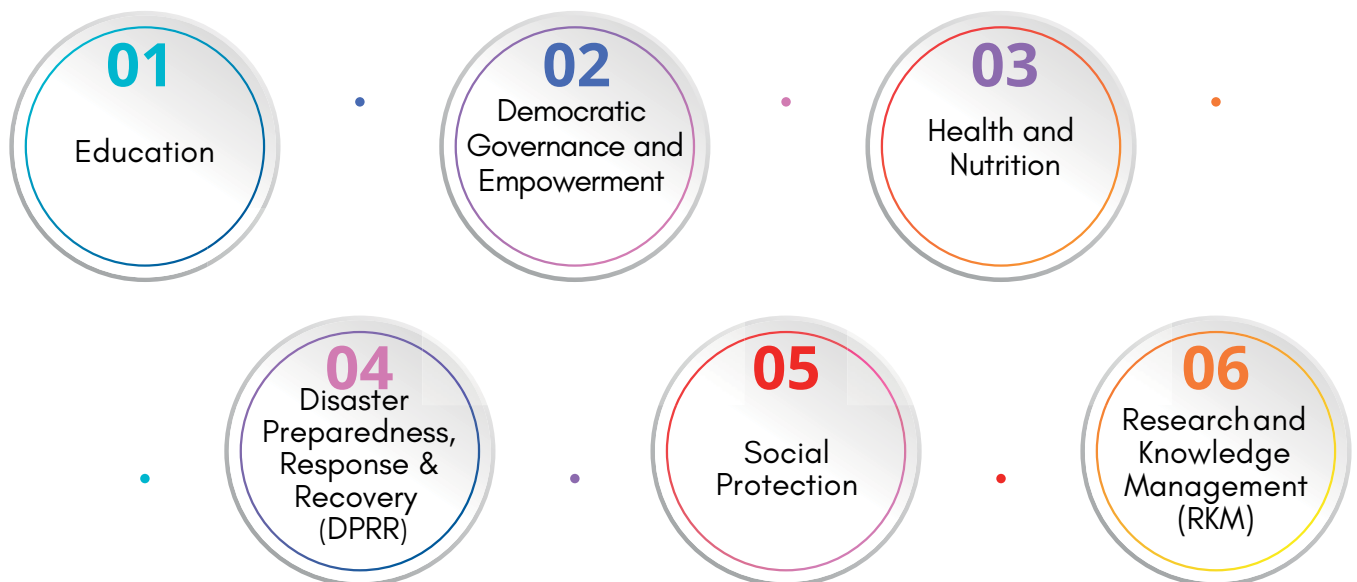 01
Education
02
Democratic
Governance and
Empowerment
03
Health and
Nutrition
04
Disaster
Preparedness,
Response &
Recovery
(DPRR)
05
Social
Protection
06
Research and
Knowledge
Management
(RKM)